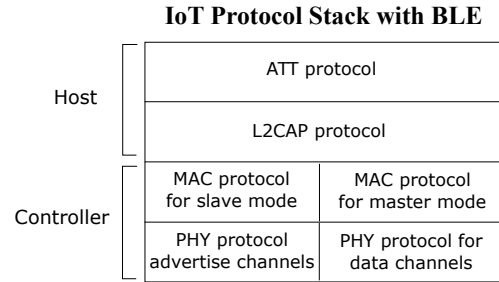 IoT Protocol Stack with BLE
Host
ATT protocol
L2CAP protocol
Controller
MAC protocol
for slave mode
MAC protocol
for master mode
PHY protocol
advertise channels
PHY protocol for
data channels